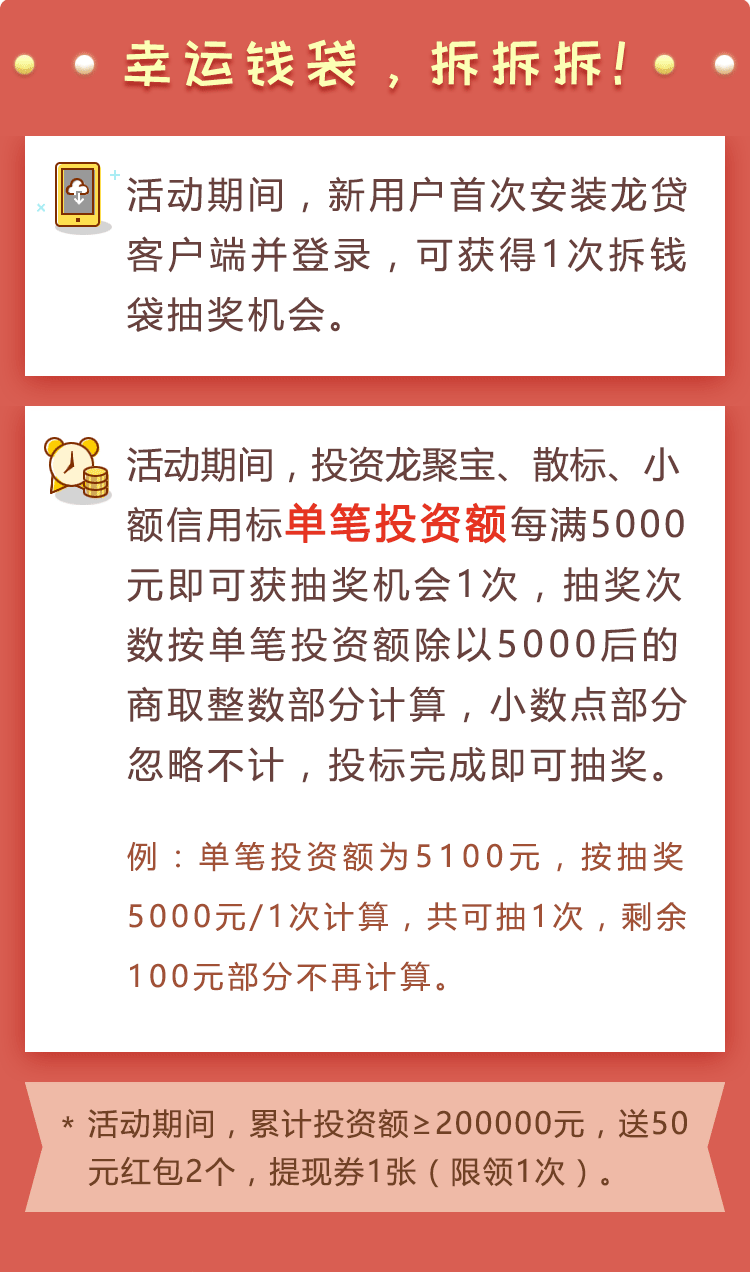 幸运钱袋，拆拆拆！
活动期间，新用户首次安装龙贷
客户端并登录，可获得1次拆钱
袋抽奖机会。
活动期间，投资龙聚宝、散标、小
额信用标单笔投资额每满5000
元即可获抽奖机会1次，抽奖次
数按单笔投资额除以5000后的
商取整数部分计算，小数点部分
忽略不计，投标完成即可抽奖。
例：单笔投资额为5100元，按抽奖
5000元/1次计算，共可抽1次，剩余
100元部分不再计算。
* 活动期间，累计投资额≥200000元，送50
元红包2个，提现券1张（限领1次）。